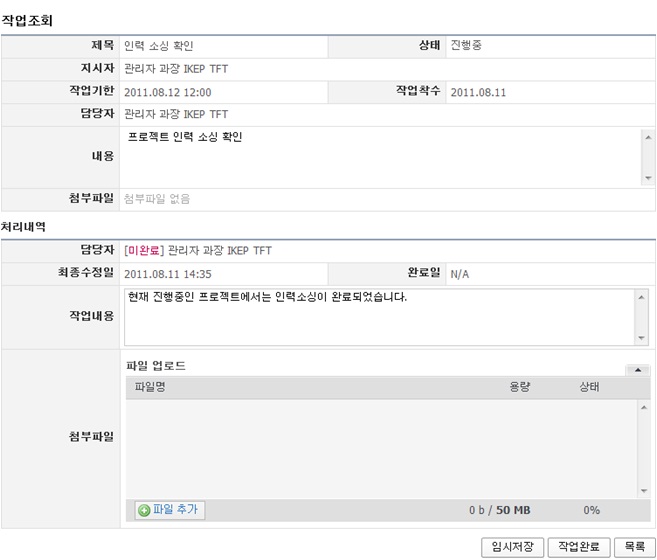 작업조회
제목 인력 소싱 확인 상태 진행중
지시자 관리자 과장 IKEP TFT
작업기한 2011.08.12 12:00 작업착수 2011.08.11
담당자 관리자 과장 IKEP TFT
내용 프로젝트 인력 소싱 확인
첨부파일 첨부파일 없음
처리내역
담당자 [미완료] 관리자 과장 IKEP TFT
최종수정일 2011.08.11 14:35 완료일 N/A
작업내용 현재 진행중인 프로젝트에서는 인력소싱이 완료되었습니다.
첨부파일
파일 업로드
파일명 용량 상태
파일 추가 0 b / 50 MB 0%
임시저장 작업완료 목록